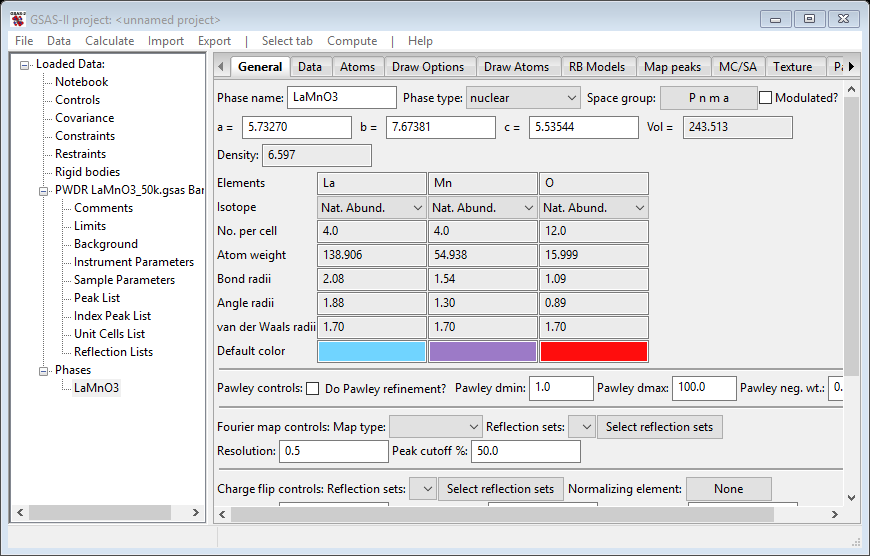 GSAS-II project: <unnamed project>
File Data Calculate Import Export | Select tab Compute | Help
Loaded Data:
Notebook
Controls
Covariance
Constraints
Restraints
Rigid bodies
PWDR LaMnO3_50k.gsas Ban
Comments
Limits
Background
Instrument Parameters
Sample Parameters
Peak List
Index Peak List
Unit Cells List
Reflection Lists
Phases
LaMnO3
General Data Atoms Draw Options Draw Atoms RB Models Map peaks MC/SA Texture
Phase name: LaMnO3 Phase type: nuclear Space group: P n m a Modulated?
a = 5.73270 b = 7.67381 c = 5.53544 Vol = 243.513
Density: 6.597
Elements La Mn O
Isotope Nat. Abund. Nat. Abund. Nat. Abund.
No. per cell 4.0 4.0 12.0
Atom weight 138.906 54.938 15.999
Bond radii 2.08 1.54 1.09
Angle radii 1.88 1.30 0.89
van der Waals radii 1.70 1.70 1.70
Default color
Pawley controls: Do Pawley refinement? Pawley dmin: 1.0 Pawley dmax: 100.0 Pawley neg. wt.: 0.
Fourier map controls: Map type: Reflection sets: Select reflection sets
Resolution: 0.5 Peak cutoff %: 50.0
Charge flip controls: Reflection sets: Select reflection sets Normalizing element: None